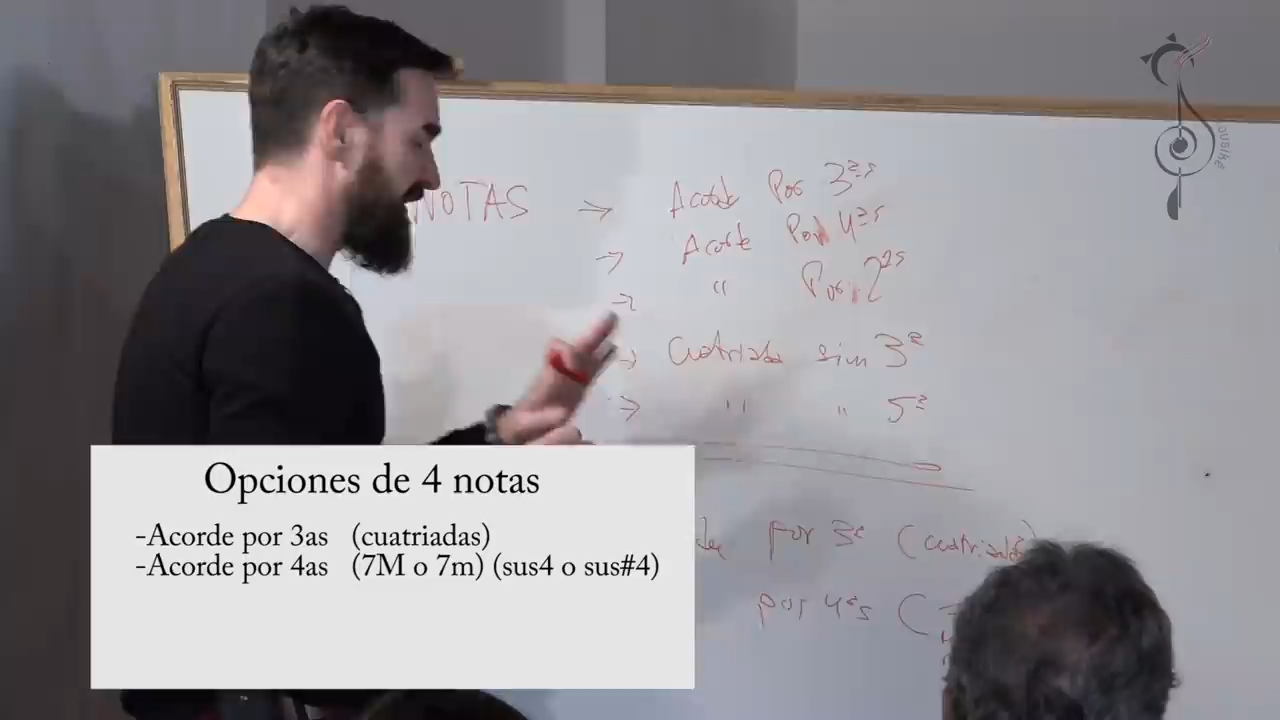 NOTAS → Acorde Por 3as
→ Acorde Por 4as
→ " Por 2as
→ Cuatriada sin 3ª
→ " " 5ª
por 3ª (cuatriadas)
por 4as (
Opciones de 4 notas
-Acorde por 3as (cuatriadas)
-Acorde por 4as (7M o 7m) (sus4 o sus#4)